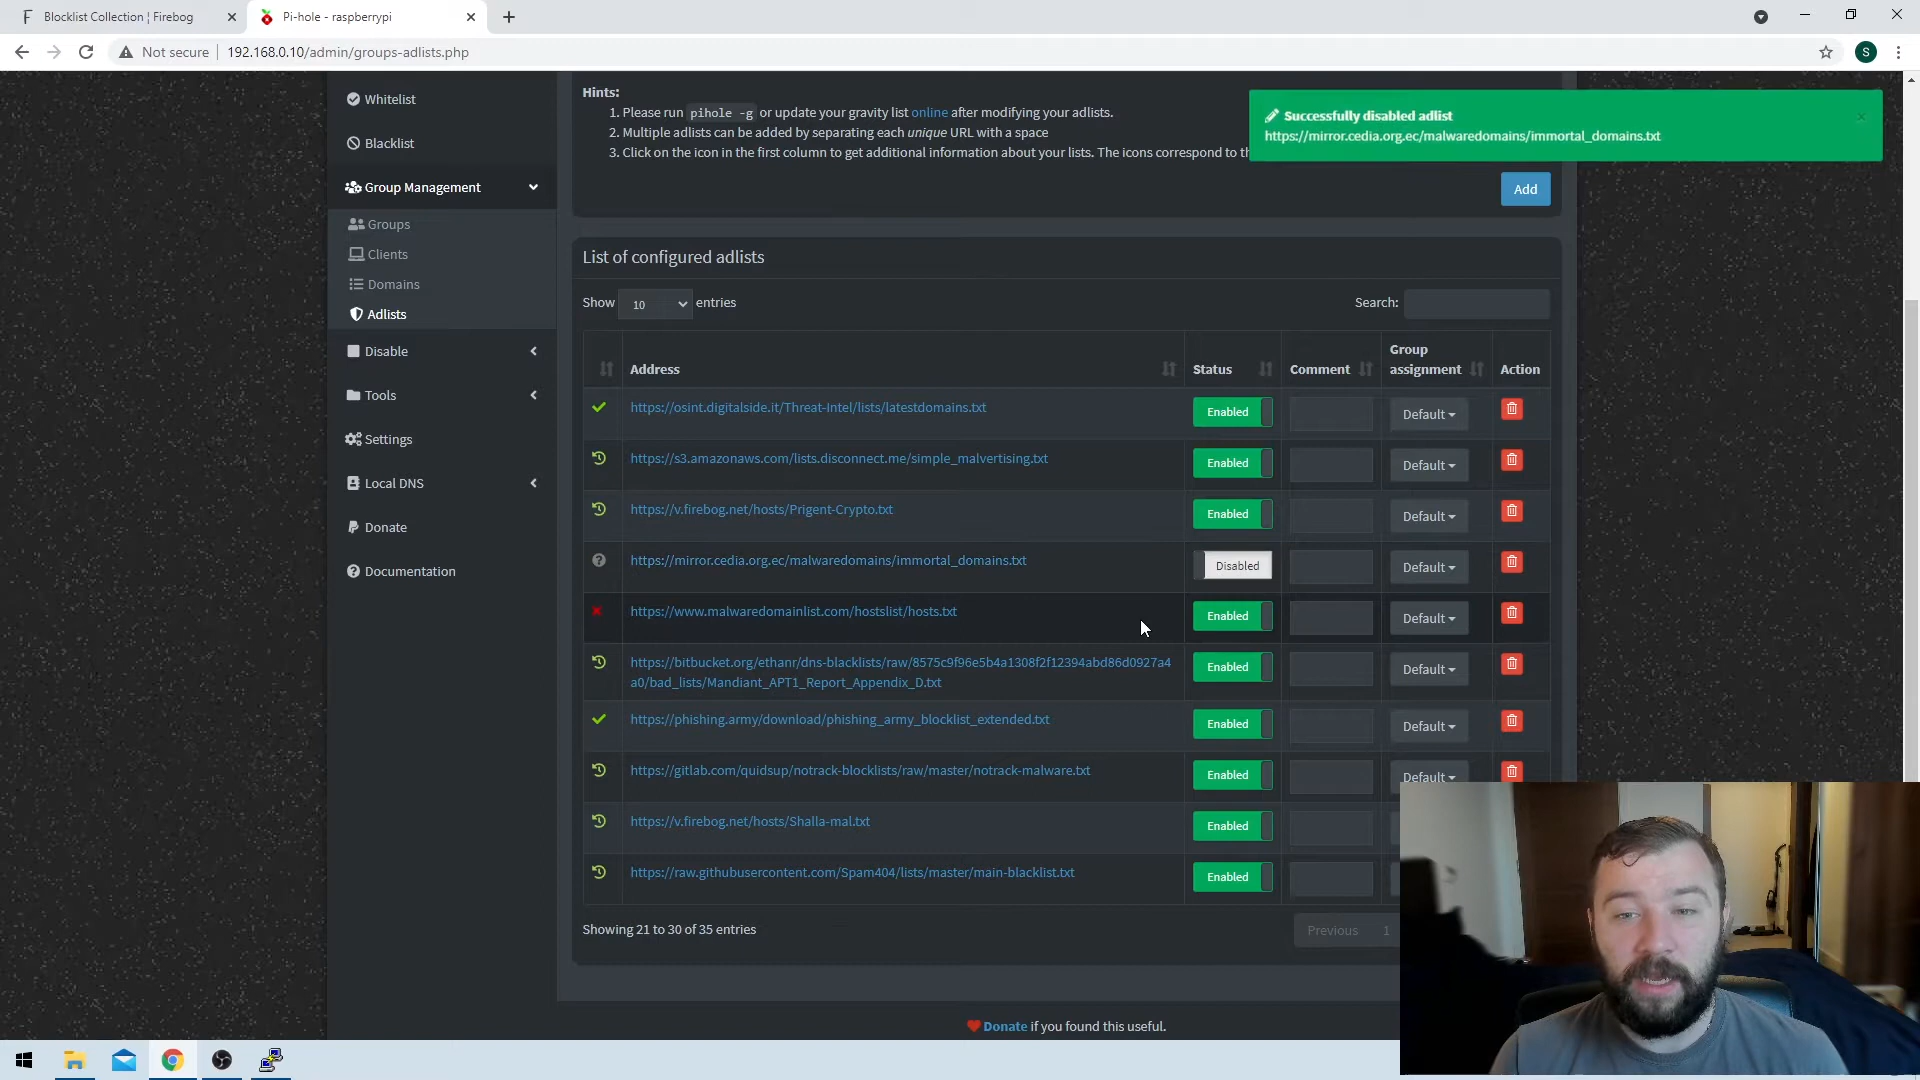 Blocklist Collection ¦ Firebog
Pi-hole - raspberrypi
Not secure
192.168.0.10/admin/groups-adlists.php
S
Whitelist
Blacklist
Group Management
Groups
Clients
Domains
Adlists
Disable
Tools
Settings
Local DNS
Donate
Documentation
Hints:
1. Please run pihole -g or update your gravity list online after modifying your adlists.
2. Multiple adlists can be added by separating each unique URL with a space
3. Click on the icon in the first column to get additional information about your lists. The icons correspond to
Successfully disabled adlist
https://mirror.cedia.org.ec/malwaredomains/immortal_domains.txt
Add
List of configured adlists
Show 10 entries
Search:
Address Status Comment Group assignment Action
https://osint.digitalside.it/Threat-Intel/lists/latestdomains.txt Enabled Default
https://s3.amazonaws.com/lists.disconnect.me/simple_malvertising.txt Enabled Default
https://v.firebog.net/hosts/Prigent-Crypto.txt Enabled Default
https://mirror.cedia.org.ec/malwaredomains/immortal_domains.txt Disabled Default
https://www.malwaredomainlist.com/hostslist/hosts.txt Enabled Default
https://bitbucket.org/ethanr/dns-blacklists/raw/8575c9f96e5b4a1308f2f12394abd86d0927a4
a0/bad_lists/Mandiant_APT1_Report_Appendix_D.txt Enabled Default
https://phishing.army/download/phishing_army_blocklist_extended.txt Enabled Default
https://gitlab.com/quidsup/notrack-blocklists/raw/master/notrack-malware.txt Enabled Default
https://v.firebog.net/hosts/Shalla-mal.txt Enabled
https://raw.githubusercontent.com/Spam404/lists/master/main-blacklist.txt Enabled
Showing 21 to 30 of 35 entries
Previous 1
Donate if you found this useful.